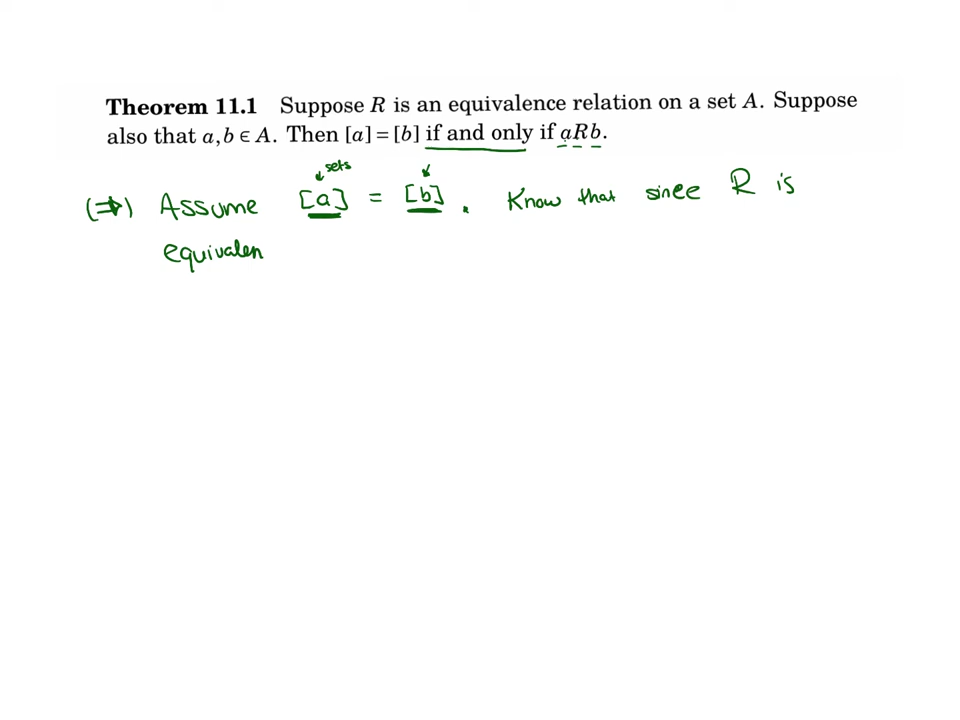 Theorem 11.1 Suppose R is an equivalence relation on a set A. Suppose
also that a, b ∈ A. Then [a] = [b] if and only if aRb.
sets
(⇒) Assume [a] = [b]. Know that since R is
equivalen